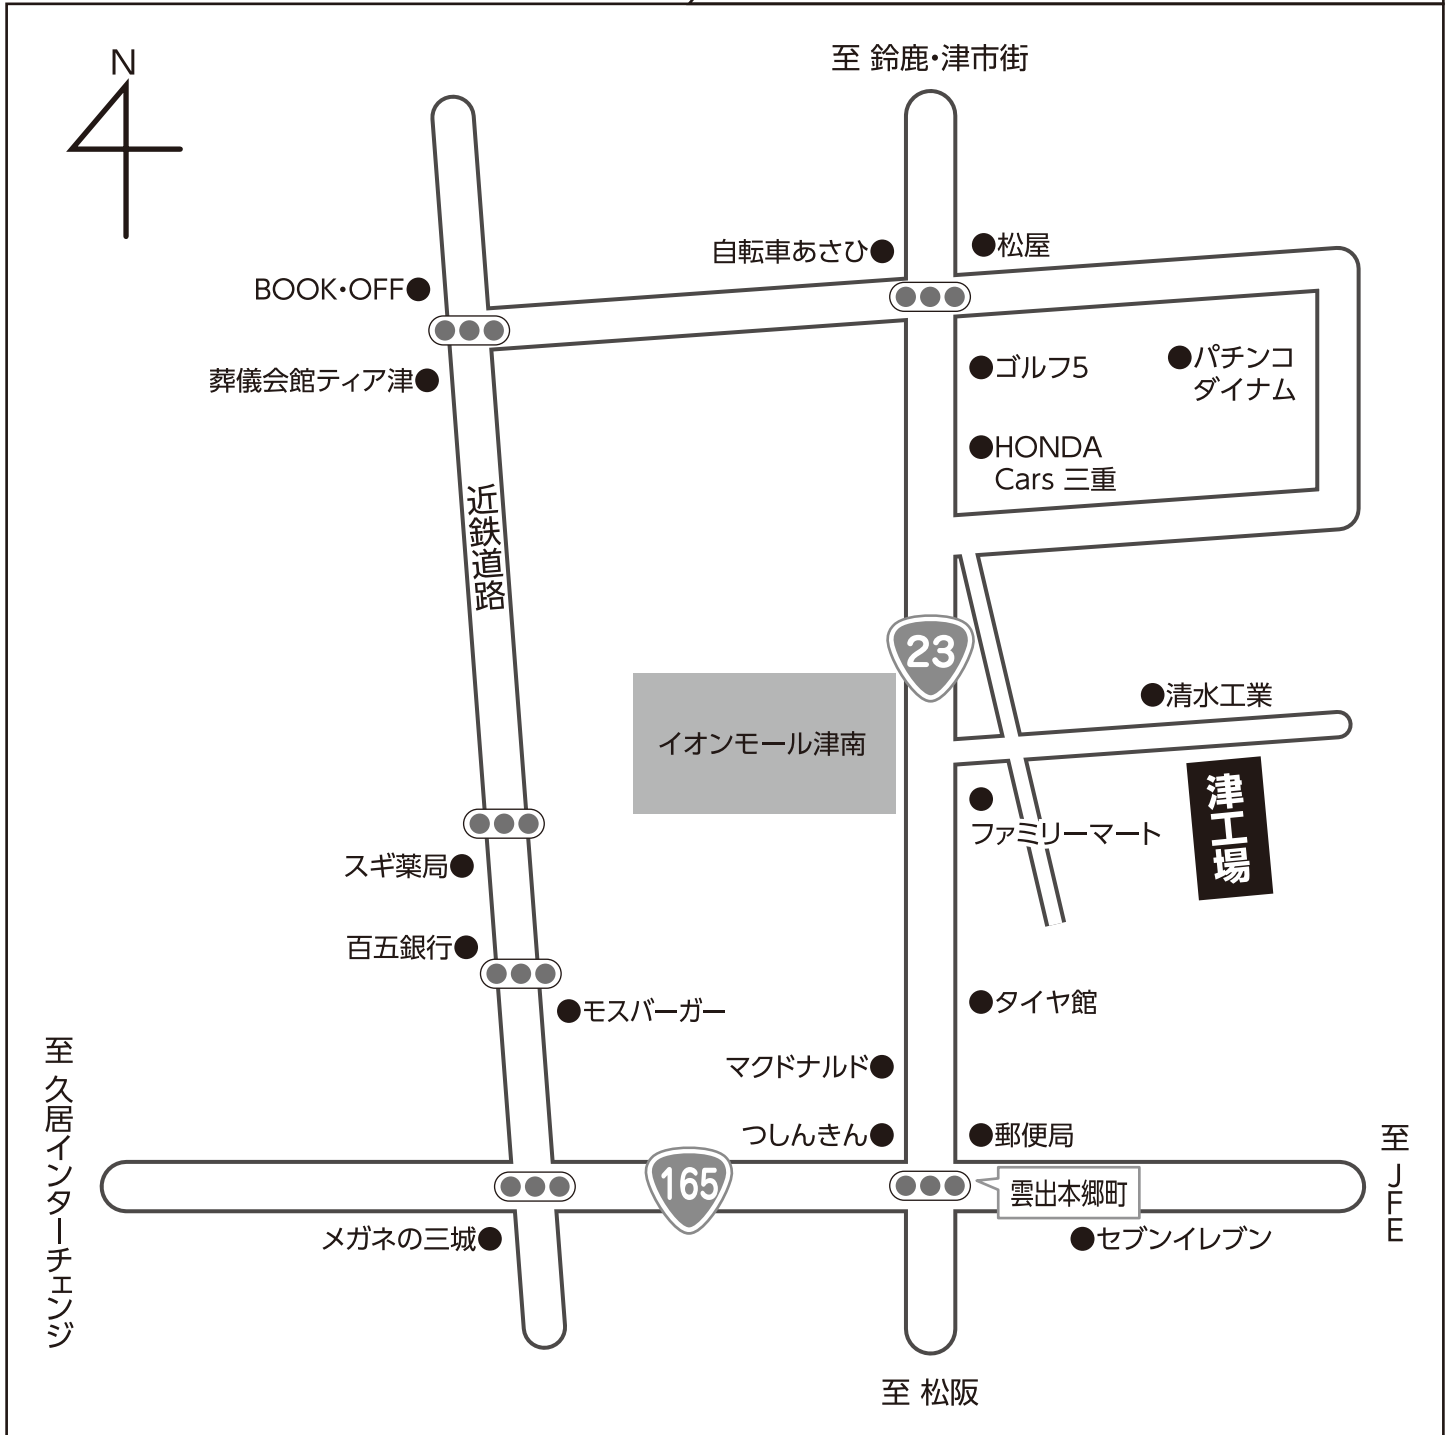 N
至 鈴鹿・津市街
自転車あさひ
松屋
BOOK・OFF
葬儀会館ティア津
ゴルフ5
パチンコ
ダイナム
HONDA
Cars 三重
近鉄道路
23
清水工業
イオンモール津南
津工場
ファミリーマート
スギ薬局
百五銀行
モスバーガー
タイヤ館
マクドナルド
つしんきん
郵便局
至 久居インターチェンジ
至 JFE
165
雲出本郷町
メガネの三城
セブンイレブン
至 松阪